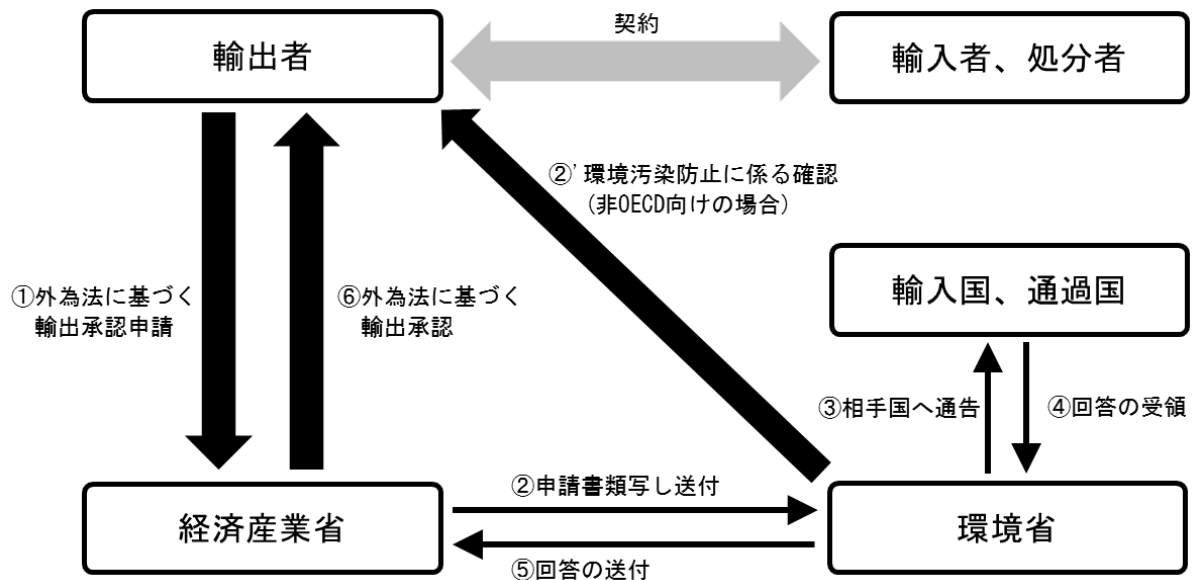 契約
輸出者
輸入者、処分者
②'環境汚染防止に係る確認
(非OECD向けの場合)
輸入国、通過国
①外為法に基づく
輸出承認申請
⑥外為法に基づく
輸出承認
③相手国へ通告
④回答の受領
②申請書類写し送付
経済産業省
環境省
⑤回答の送付